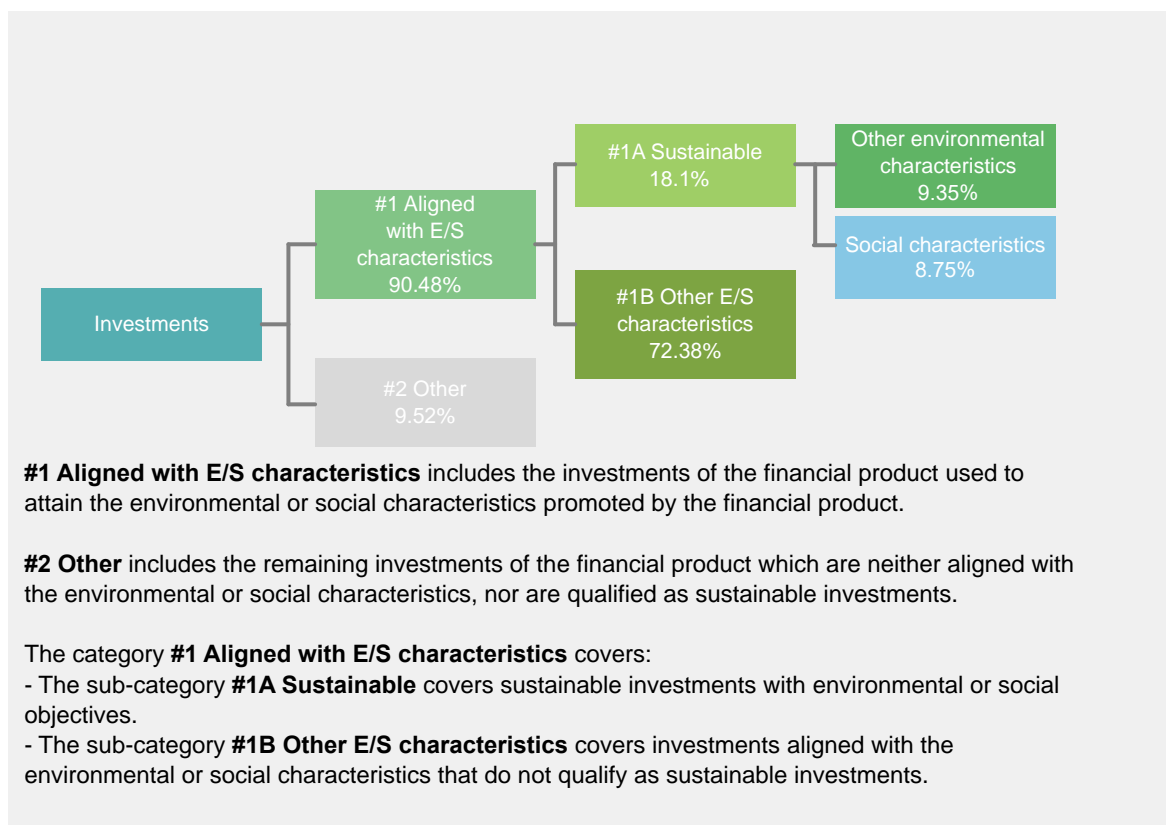 Investments
#1 Aligned
with E/S
characteristics
90.48%
#2 Other
9.52%
#1A Sustainable
18.1%
#1B Other E/S
characteristics
72.38%
Other environmental
characteristics
9.35%
Social characteristics
8.75%
#1 Aligned with E/S characteristics includes the investments of the financial product used to
attain the environmental or social characteristics promoted by the financial product.
#2 Other includes the remaining investments of the financial product which are neither aligned with
the environmental or social characteristics, nor are qualified as sustainable investments.
The category #1 Aligned with E/S characteristics covers:
- The sub-category #1A Sustainable covers sustainable investments with environmental or social
objectives.
- The sub-category #1B Other E/S characteristics covers investments aligned with the
environmental or social characteristics that do not qualify as sustainable investments.